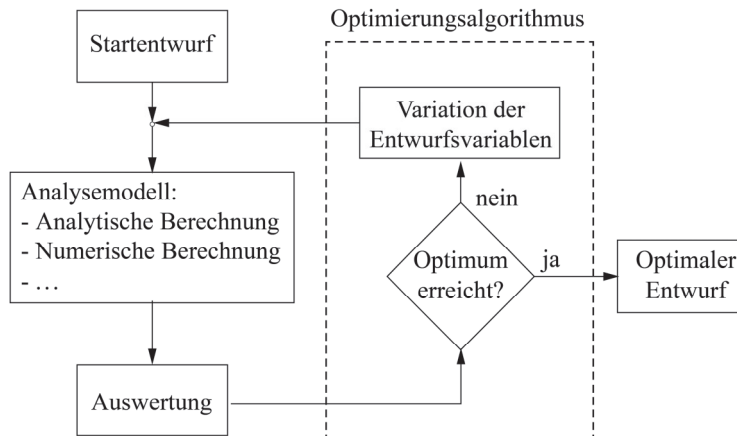 Optimierungsalgorithmus
Startentwurf
Variation der
Entwurfsvariablen
Analysemodell:
- Analytische Berechnung
- Numerische Berechnung
- …
nein
Optimum
erreicht?
ja
Optimaler
Entwurf
Auswertung